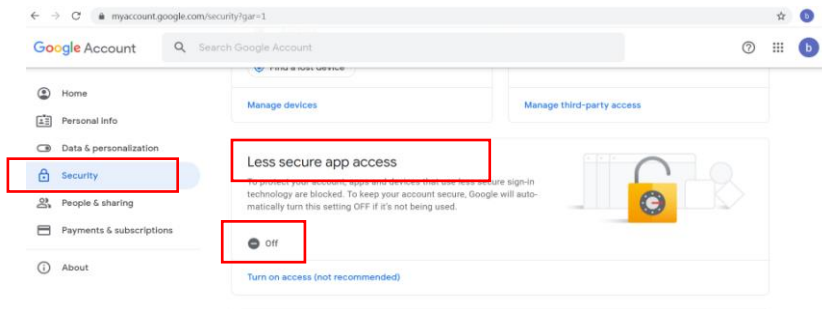 myaccount.google.com/security?gar=1
b
Google Account
Search Google Account
b
Find a lost device
Home
Manage devices
Manage third-party access
Personal info
Data & personalization
Less secure app access
Security
To protect your account, apps and devices that use less secure sign-in
technology are blocked. To keep your account secure, Google will auto-
matically turn this setting OFF if it's not being used.
People & sharing
Payments & subscriptions
Off
About
Turn on access (not recommended)